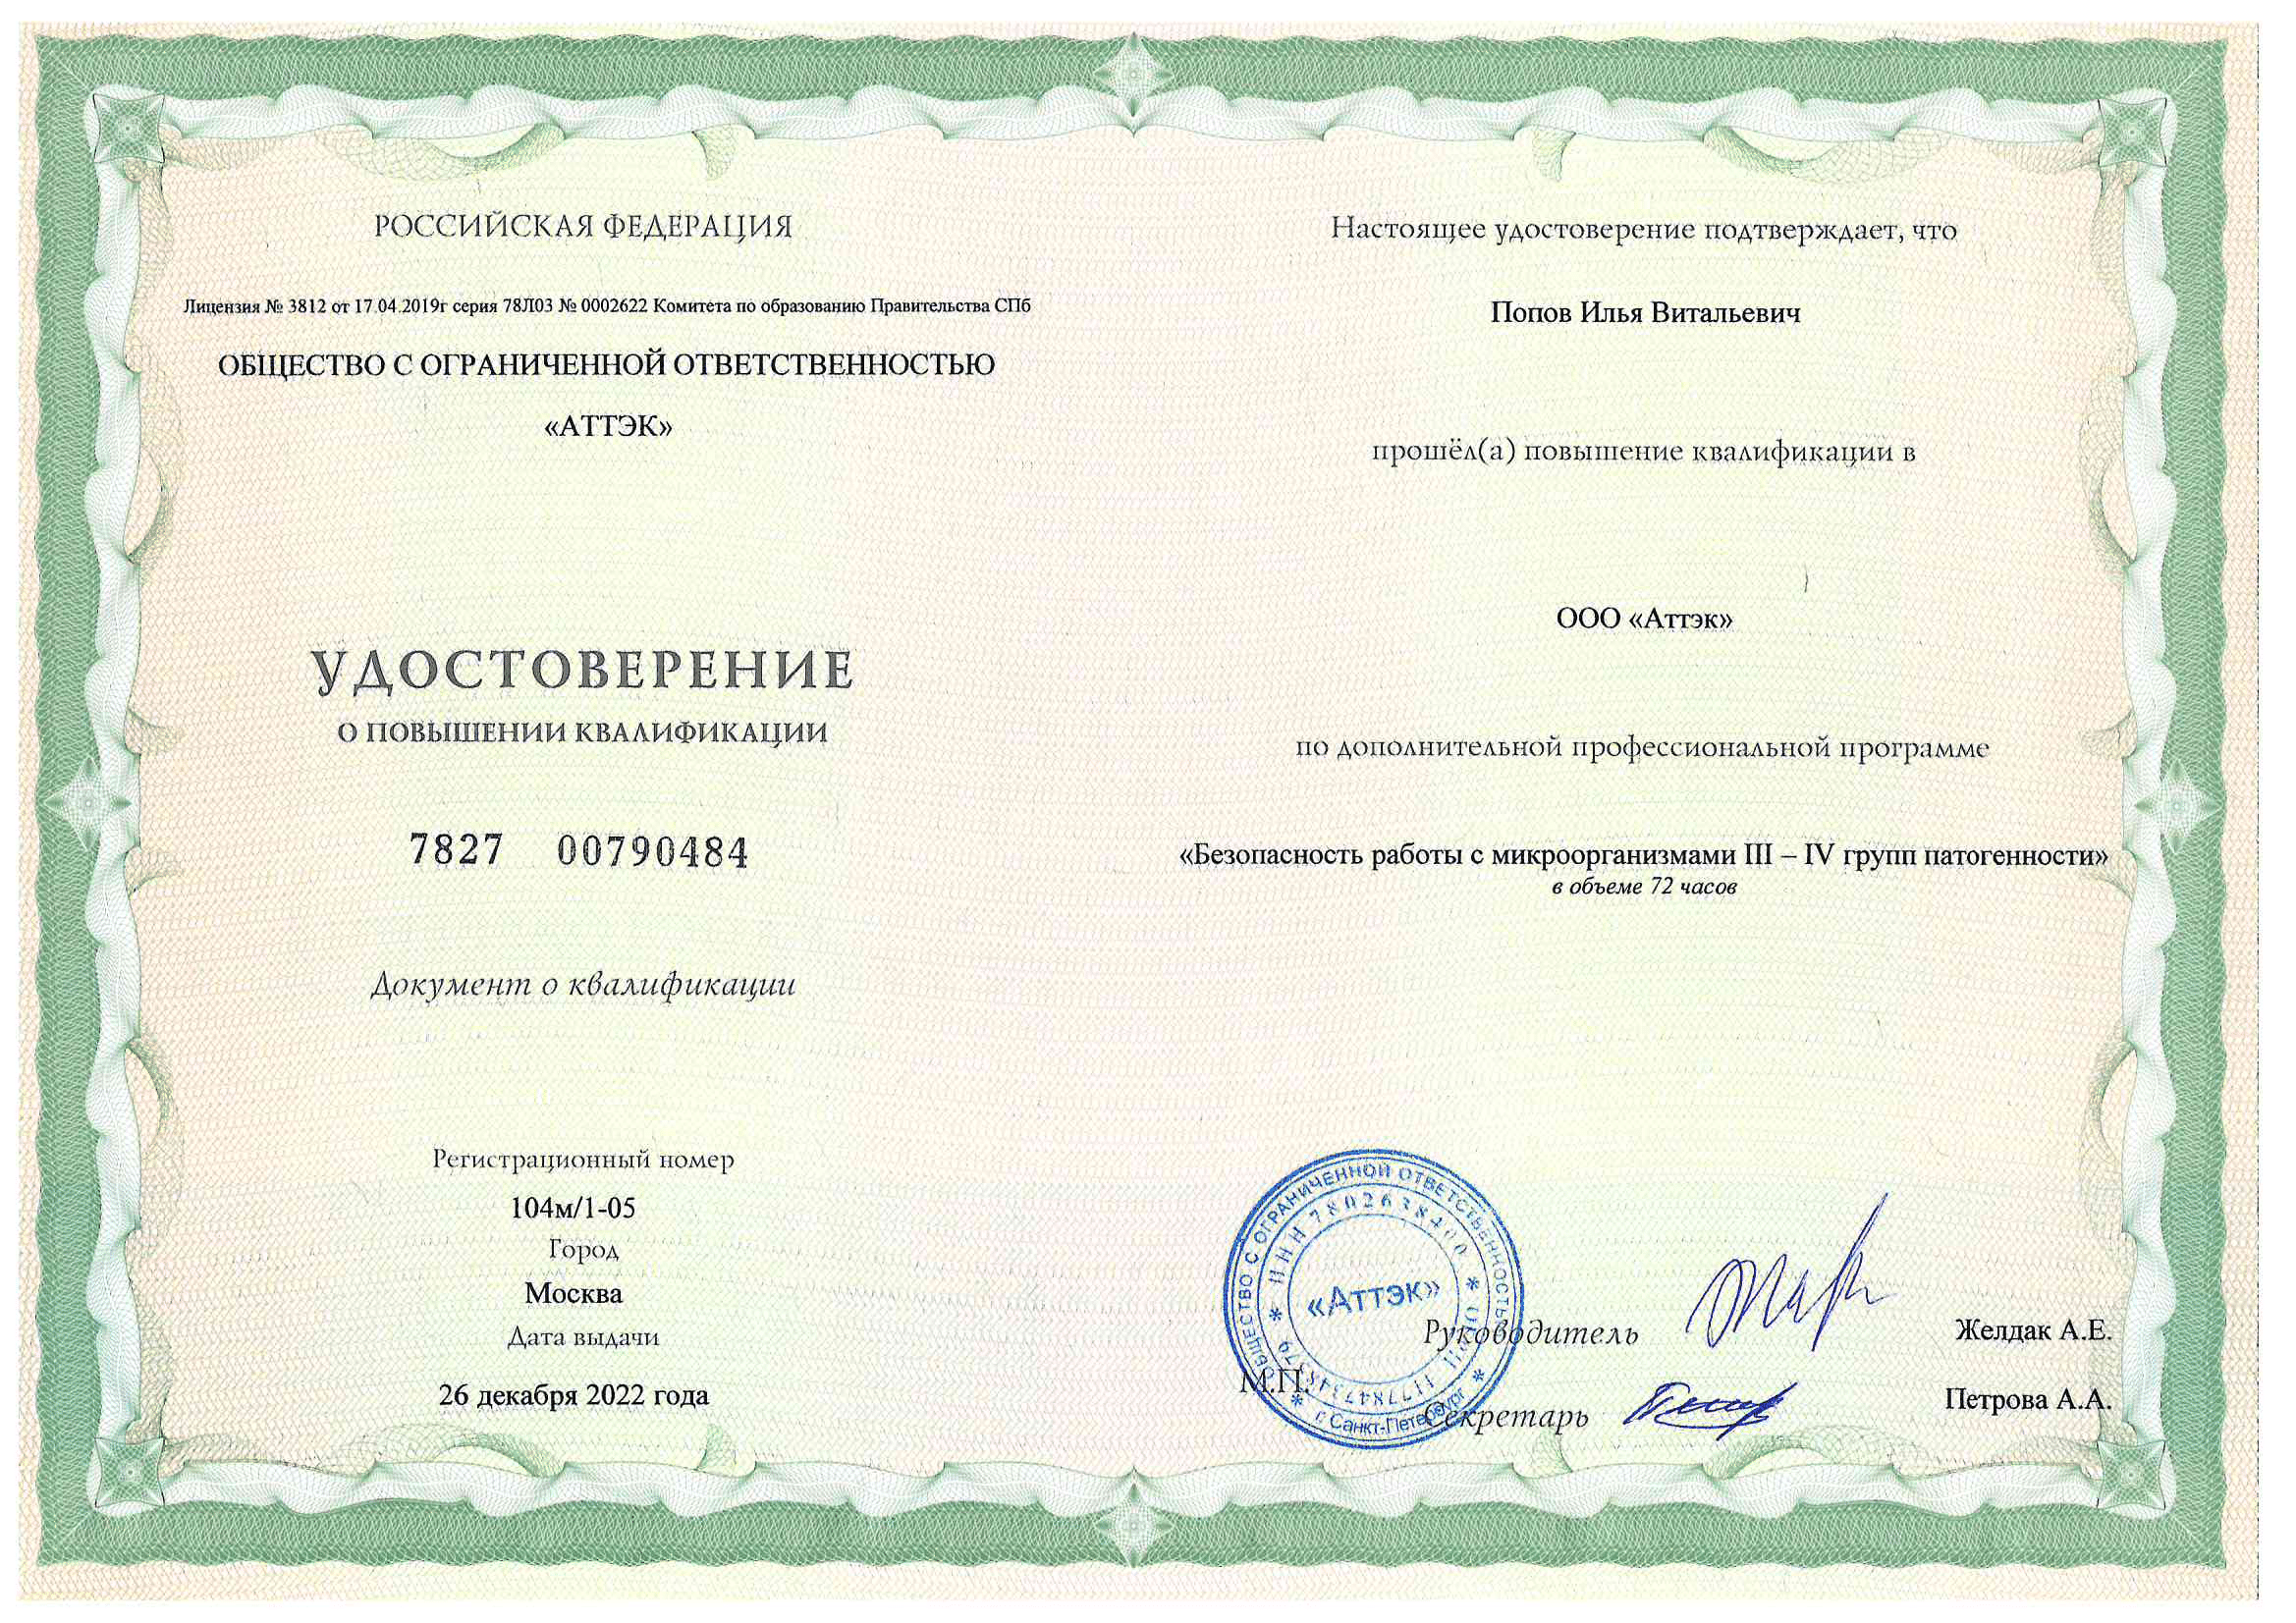 РОССИЙСКАЯ ФЕДЕРАЦИЯ
Лицензия № 3812 от 17.04.2019г серия 78Л03 № 0002622 Комитета по образованию Правительства СПб
ОБЩЕСТВО С ОГРАНИЧЕННОЙ ОТВЕТСТВЕННОСТЬЮ
«АТТЭК»
УДОСТОВЕРЕНИЕ
О ПОВЫШЕНИИ КВАЛИФИКАЦИИ
7827 00790484
Документ о квалификации
Регистрационный номер
104м/1-05
Город
Москва
Дата выдачи
26 декабря 2022 года
Настоящее удостоверение подтверждает, что
Попов Илья Витальевич
прошёл(а) повышение квалификации в
ООО «Аттэк»
по дополнительной профессиональной программе
«Безопасность работы с микроорганизмами III – IV групп патогенности»
в объеме 72 часов
ОБЩЕСТВО С ОГРАНИЧЕННОЙ ОТВЕТСТВЕННОСТЬЮ
ИНН 7802638400
«Аттэк»
г. Санкт-Петербург
Руководитель
Желдак А.Е.
М.П.
Секретарь
Петрова А.А.